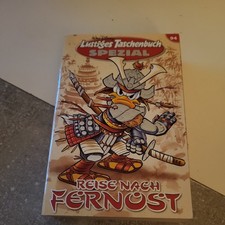 Lustiges Taschenbuch
SPEZIAL
94
REISE NACH
FERNOST